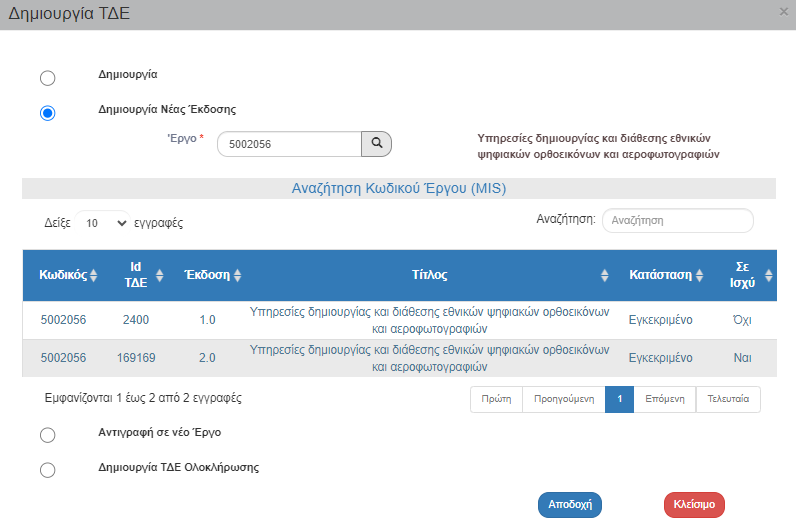 Δημιουργία ΤΔΕ ×
Δημιουργία
Δημιουργία Νέας Έκδοσης
Έργο * 5002056
Υπηρεσίες δημιουργίας και διάθεσης εθνικών
ψηφιακών ορθοεικόνων και αεροφωτογραφιών
Αναζήτηση Κωδικού Έργου (MIS)
Δείξε 10 εγγραφές Αναζήτηση: Αναζήτηση
Κωδικός Id ΤΔΕ Έκδοση Τίτλος Κατάσταση Σε Ισχύ
5002056 2400 1.0 Υπηρεσίες δημιουργίας και διάθεσης εθνικών ψηφιακών ορθοεικόνων Εγκεκριμένο Όχι
και αεροφωτογραφιών
5002056 169169 2.0 Υπηρεσίες δημιουργίας και διάθεσης εθνικών ψηφιακών ορθοεικόνων Εγκεκριμένο Ναι
και αεροφωτογραφιών
Εμφανίζονται 1 έως 2 από 2 εγγραφές Πρώτη Προηγούμενη 1 Επόμενη Τελευταία
Αντιγραφή σε νέο Έργο
Δημιουργία ΤΔΕ Ολοκλήρωσης
Αποδοχή Κλείσιμο